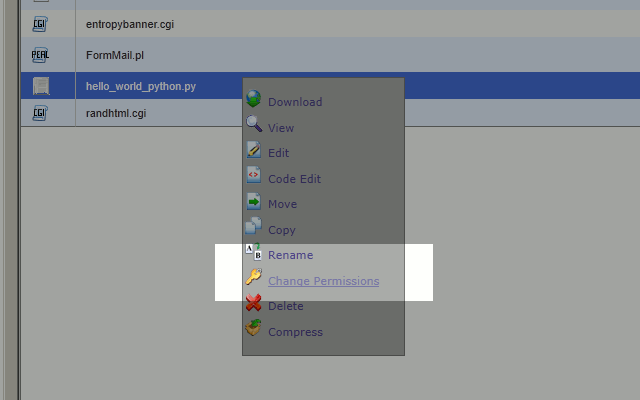 CGI entropybanner.cgi
PERL FormMail.pl
hello_world_python.py
CGI randhtml.cgi
Download
View
Edit
Code Edit
Move
Copy
A B Rename
Change Permissions
Delete
Compress